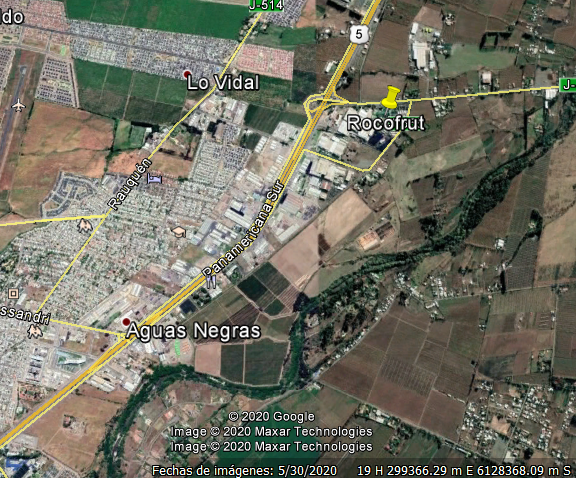 J-514
do
5
Lo Vidal
J-
Rocofrut
Rauquén
Panamericana Sur
ssandri
Aguas Negras
© 2020 Google
Image © 2020 Maxar Technologies
Image © 2020 Maxar Technologies
Fechas de imágenes: 5/30/2020 19 H 299366.29 m E 6128368.09 m S